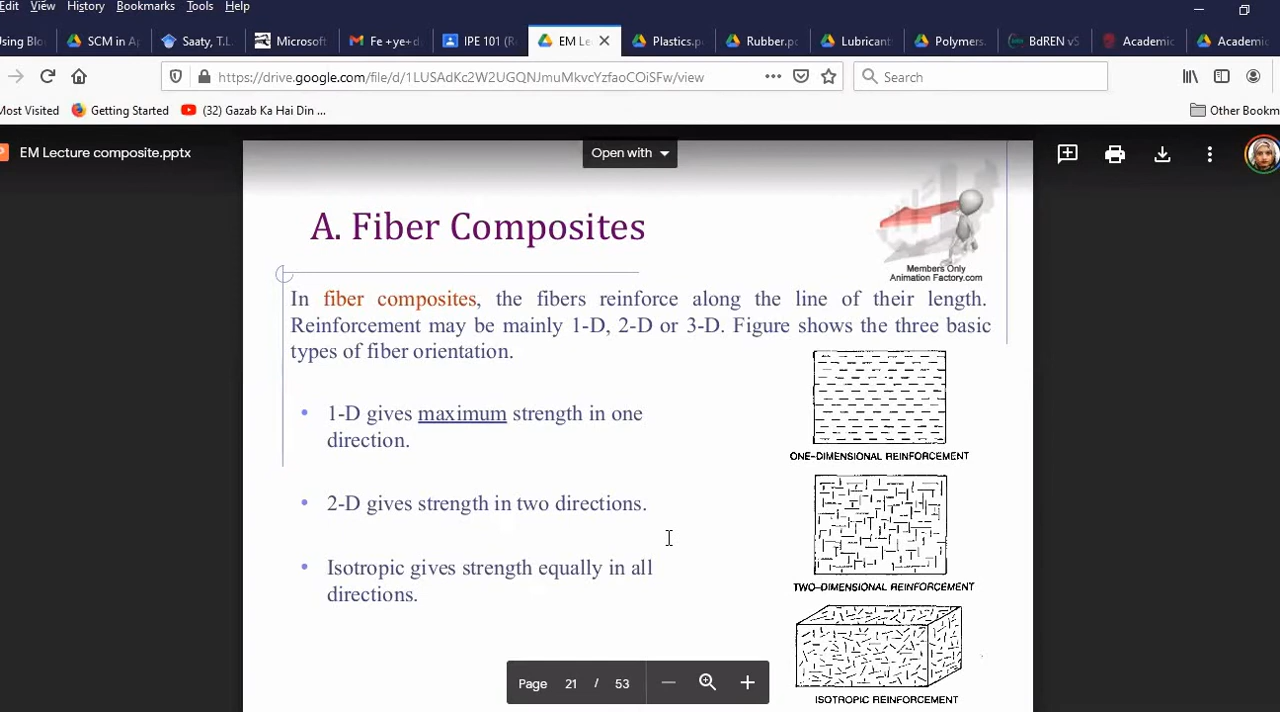 Edit View History Bookmarks Tools Help
sing Blo SCM in A Saaty, T.L. Microsoft Fe +ye+ d IPE 101 (R EM Le Plastics.p Rubber.pc Lubricant Polymers. BdREN vS Academic Academic
https://drive.google.com/file/d/1LUSAdKc2W2UGQNJmuMkvcYzfaoCOiSFw/view Search
Most Visited Getting Started (32) Gazab Ka Hai Din ... Other Bookm
EM Lecture composite.pptx Open with
A. Fiber Composites
Members Only
Animation Factory.com
In fiber composites, the fibers reinforce along the line of their length.
Reinforcement may be mainly 1-D, 2-D or 3-D. Figure shows the three basic
types of fiber orientation.
• 1-D gives maximum strength in one
direction.
ONE-DIMENSIONAL REINFORCEMENT
• 2-D gives strength in two directions.
TWO-DIMENSIONAL REINFORCEMENT
• Isotropic gives strength equally in all
directions.
ISOTROPIC REINFORCEMENT
Page 21 / 53